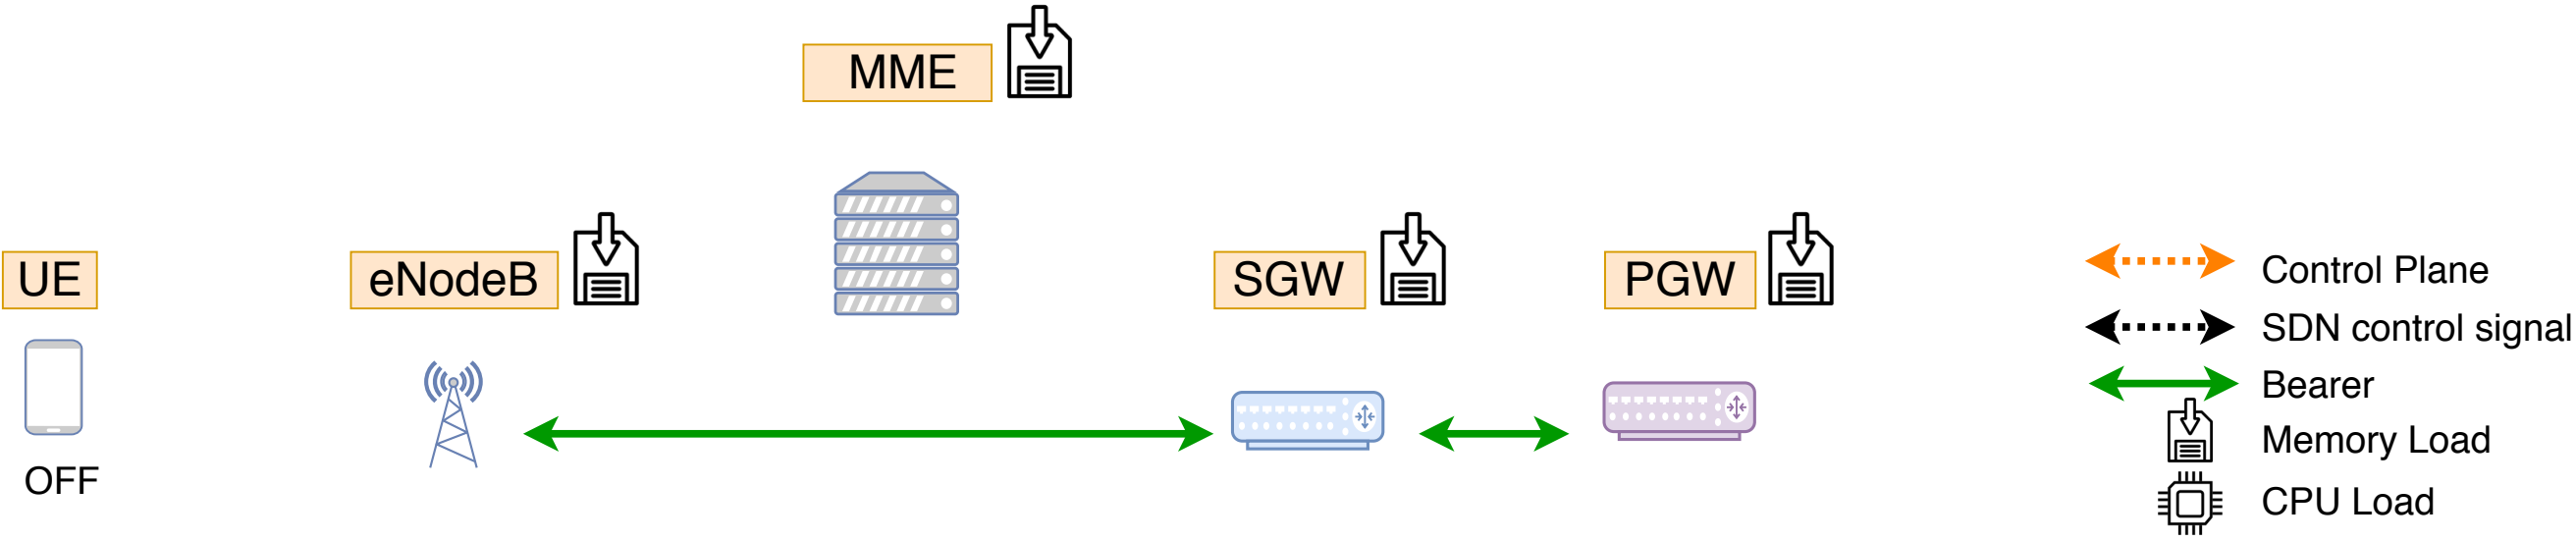 MME
UE
eNodeB
SGW
PGW
OFF
Control Plane
SDN control signal
Bearer
Memory Load
CPU Load